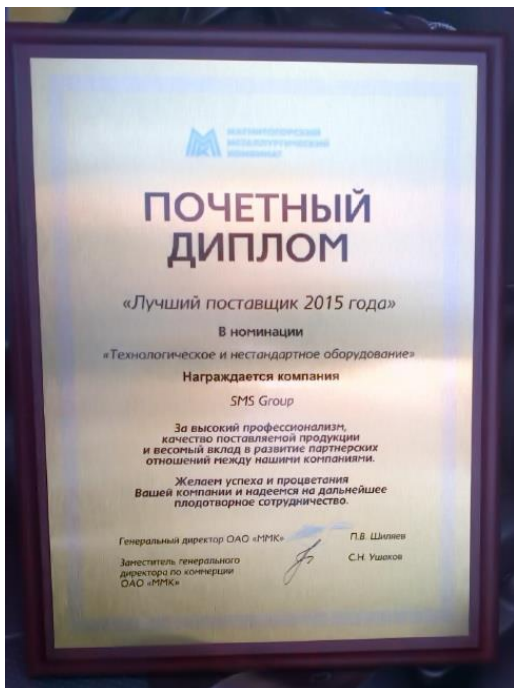 МАГНИТОГОРСКИЙ
МЕТАЛЛУРГИЧЕСКИЙ
КОМБИНАТ
ПОЧЕТНЫЙ
ДИПЛОМ
«Лучший поставщик 2015 года»
В номинации
«Технологическое и нестандартное оборудование»
Награждается компания
SMS Group
За высокий профессионализм,
качество поставляемой продукции
и весомый вклад в развитие партнерских
отношений между нашими компаниями.
Желаем успеха и процветания
Вашей компании и надеемся на дальнейшее
плодотворное сотрудничество.
Генеральный директор ОАО «ММК» П.В. Шиляев
Заместитель генерального С.Н. Ушаков
директора по коммерции
ОАО «ММК»